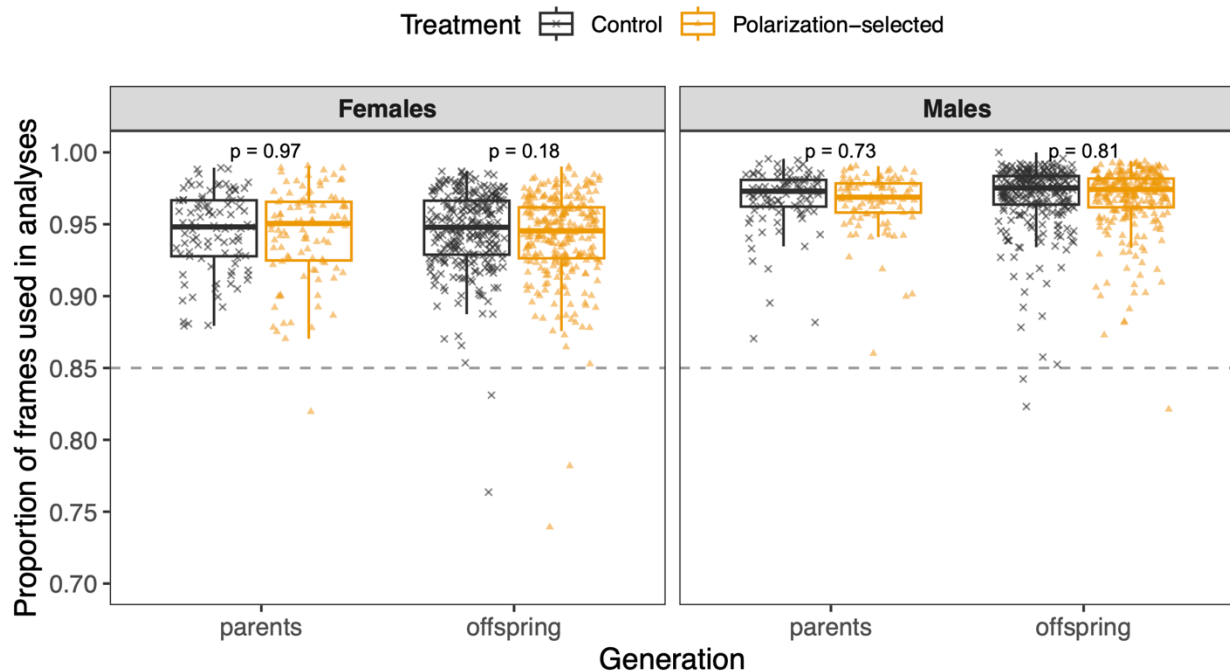 Treatment Control Polarization−selected
Females Males
p = 0.97 p = 0.18 p = 0.73 p = 0.81
Proportion of frames used in analyses
1.00
0.95
0.90
0.85
0.80
0.75
0.70
parents offspring parents offspring
Generation